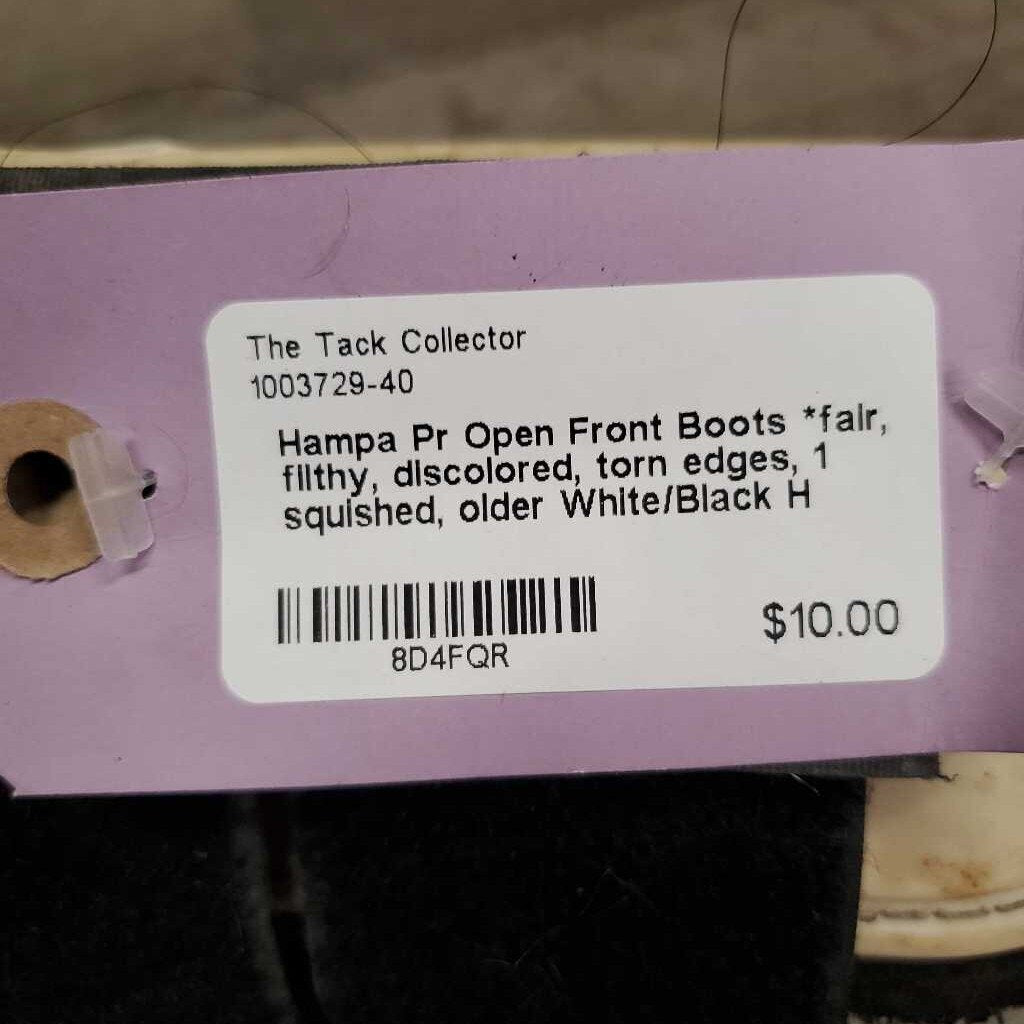 The Tack Collector
1003729-40
Hampa Pr Open Front Boots *fair,
filthy, discolored, torn edges, 1
squished, older White/Black H
8D4FQR
$10.00